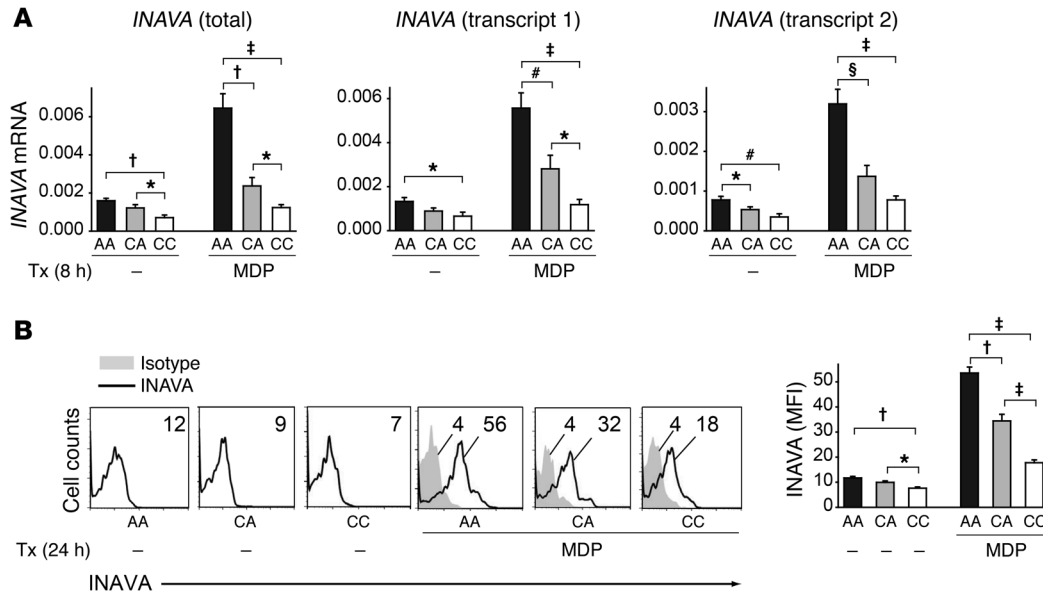 A
INAVA (total)
INAVA (transcript 1)
INAVA (transcript 2)
‡
†
*
†
*
‡
#
*
*
‡
§
#
*
INAVA mRNA
0.006
0.004
0.002
0.000
0.006
0.004
0.002
0.000
0.003
0.002
0.001
0.000
AA CA CC AA CA CC
AA CA CC AA CA CC
AA CA CC AA CA CC
Tx (8 h) – MDP – MDP – MDP
B
Isotype
INAVA
Cell counts
12 9 7 4 56 4 32 4 18
AA CA CC AA CA CC
Tx (24 h) – – – MDP
INAVA
INAVA (MFI)
50
40
30
20
10
0
‡
†
‡
†
*
AA CA CC AA CA CC
– – – MDP